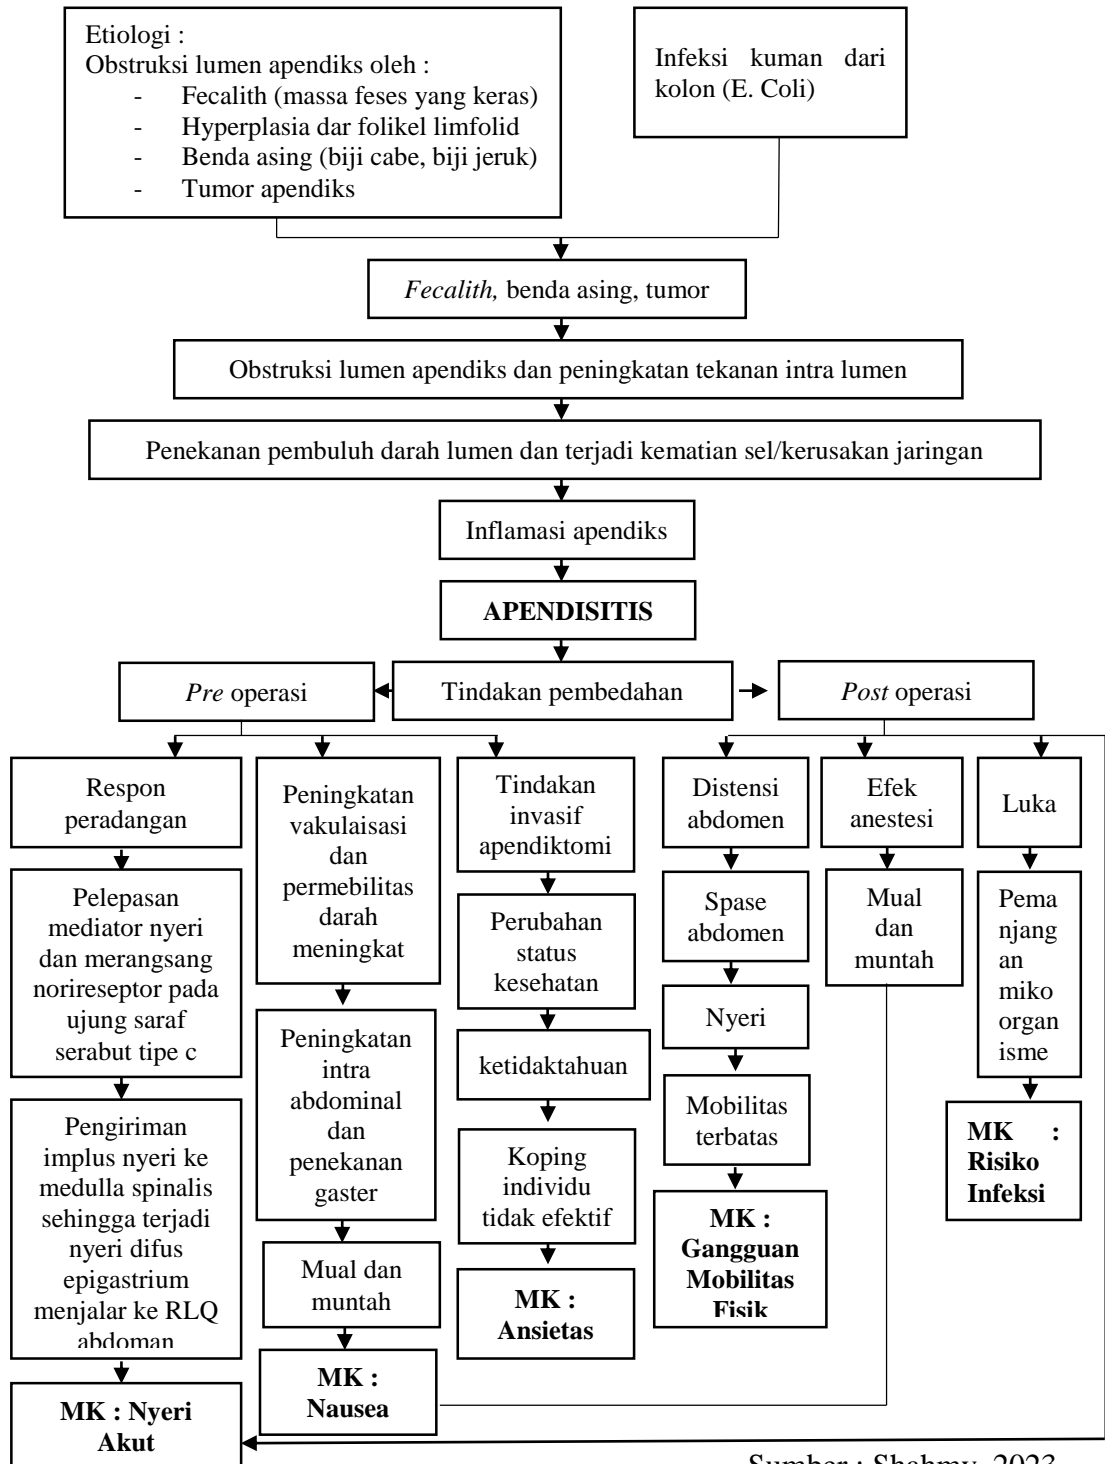 Etiologi :
Obstruksi lumen apendiks oleh :
- Fecalith (massa feses yang keras)
- Hyperplasia dar folikel limfolid
- Benda asing (biji cabe, biji jeruk)
- Tumor apendiks
Infeksi kuman dari
kolon (E. Coli)
Fecalith, benda asing, tumor
Obstruksi lumen apendiks dan peningkatan tekanan intra lumen
Penekanan pembuluh darah lumen dan terjadi kematian sel/kerusakan jaringan
Inflamasi apendiks
APENDISITIS
Pre operasi
Tindakan pembedahan
Post operasi
Respon
peradangan
Pelepasan
mediator nyeri
dan merangsang
norireseptor pada
ujung saraf
serabut tipe c
Pengiriman
implus nyeri ke
medulla spinalis
sehingga terjadi
nyeri difus
epigastrium
menjalar ke RLQ
abdoman
MK : Nyeri
Akut
Peningkatan
vakulaisasi
dan
permebilitas
darah
meningkat
Peningkatan
intra
abdominal
dan
penekanan
gaster
Mual dan
muntah
MK :
Nausea
Tindakan
invasif
apendiktomi
Perubahan
status
kesehatan
ketidaktahuan
Koping
individu
tidak efektif
MK :
Ansietas
Distensi
abdomen
Spase
abdomen
Nyeri
Mobilitas
terbatas
MK :
Gangguan
Mobilitas
Fisik
Efek
anestesi
Mual
dan
muntah
Luka
Pema
njang
an
miko
organ
isme
MK :
Risiko
Infeksi
Sumber : Shahmy, 2023